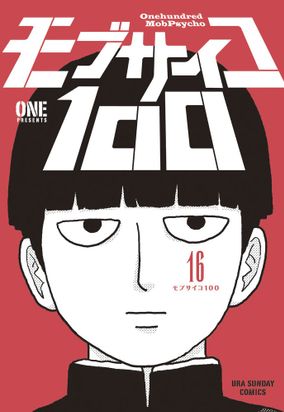 Onehundred
MobPsycho
モブサイコ
100
ONE
PRESENTS
16
モブサイコ100
URA SUNDAY
COMICS